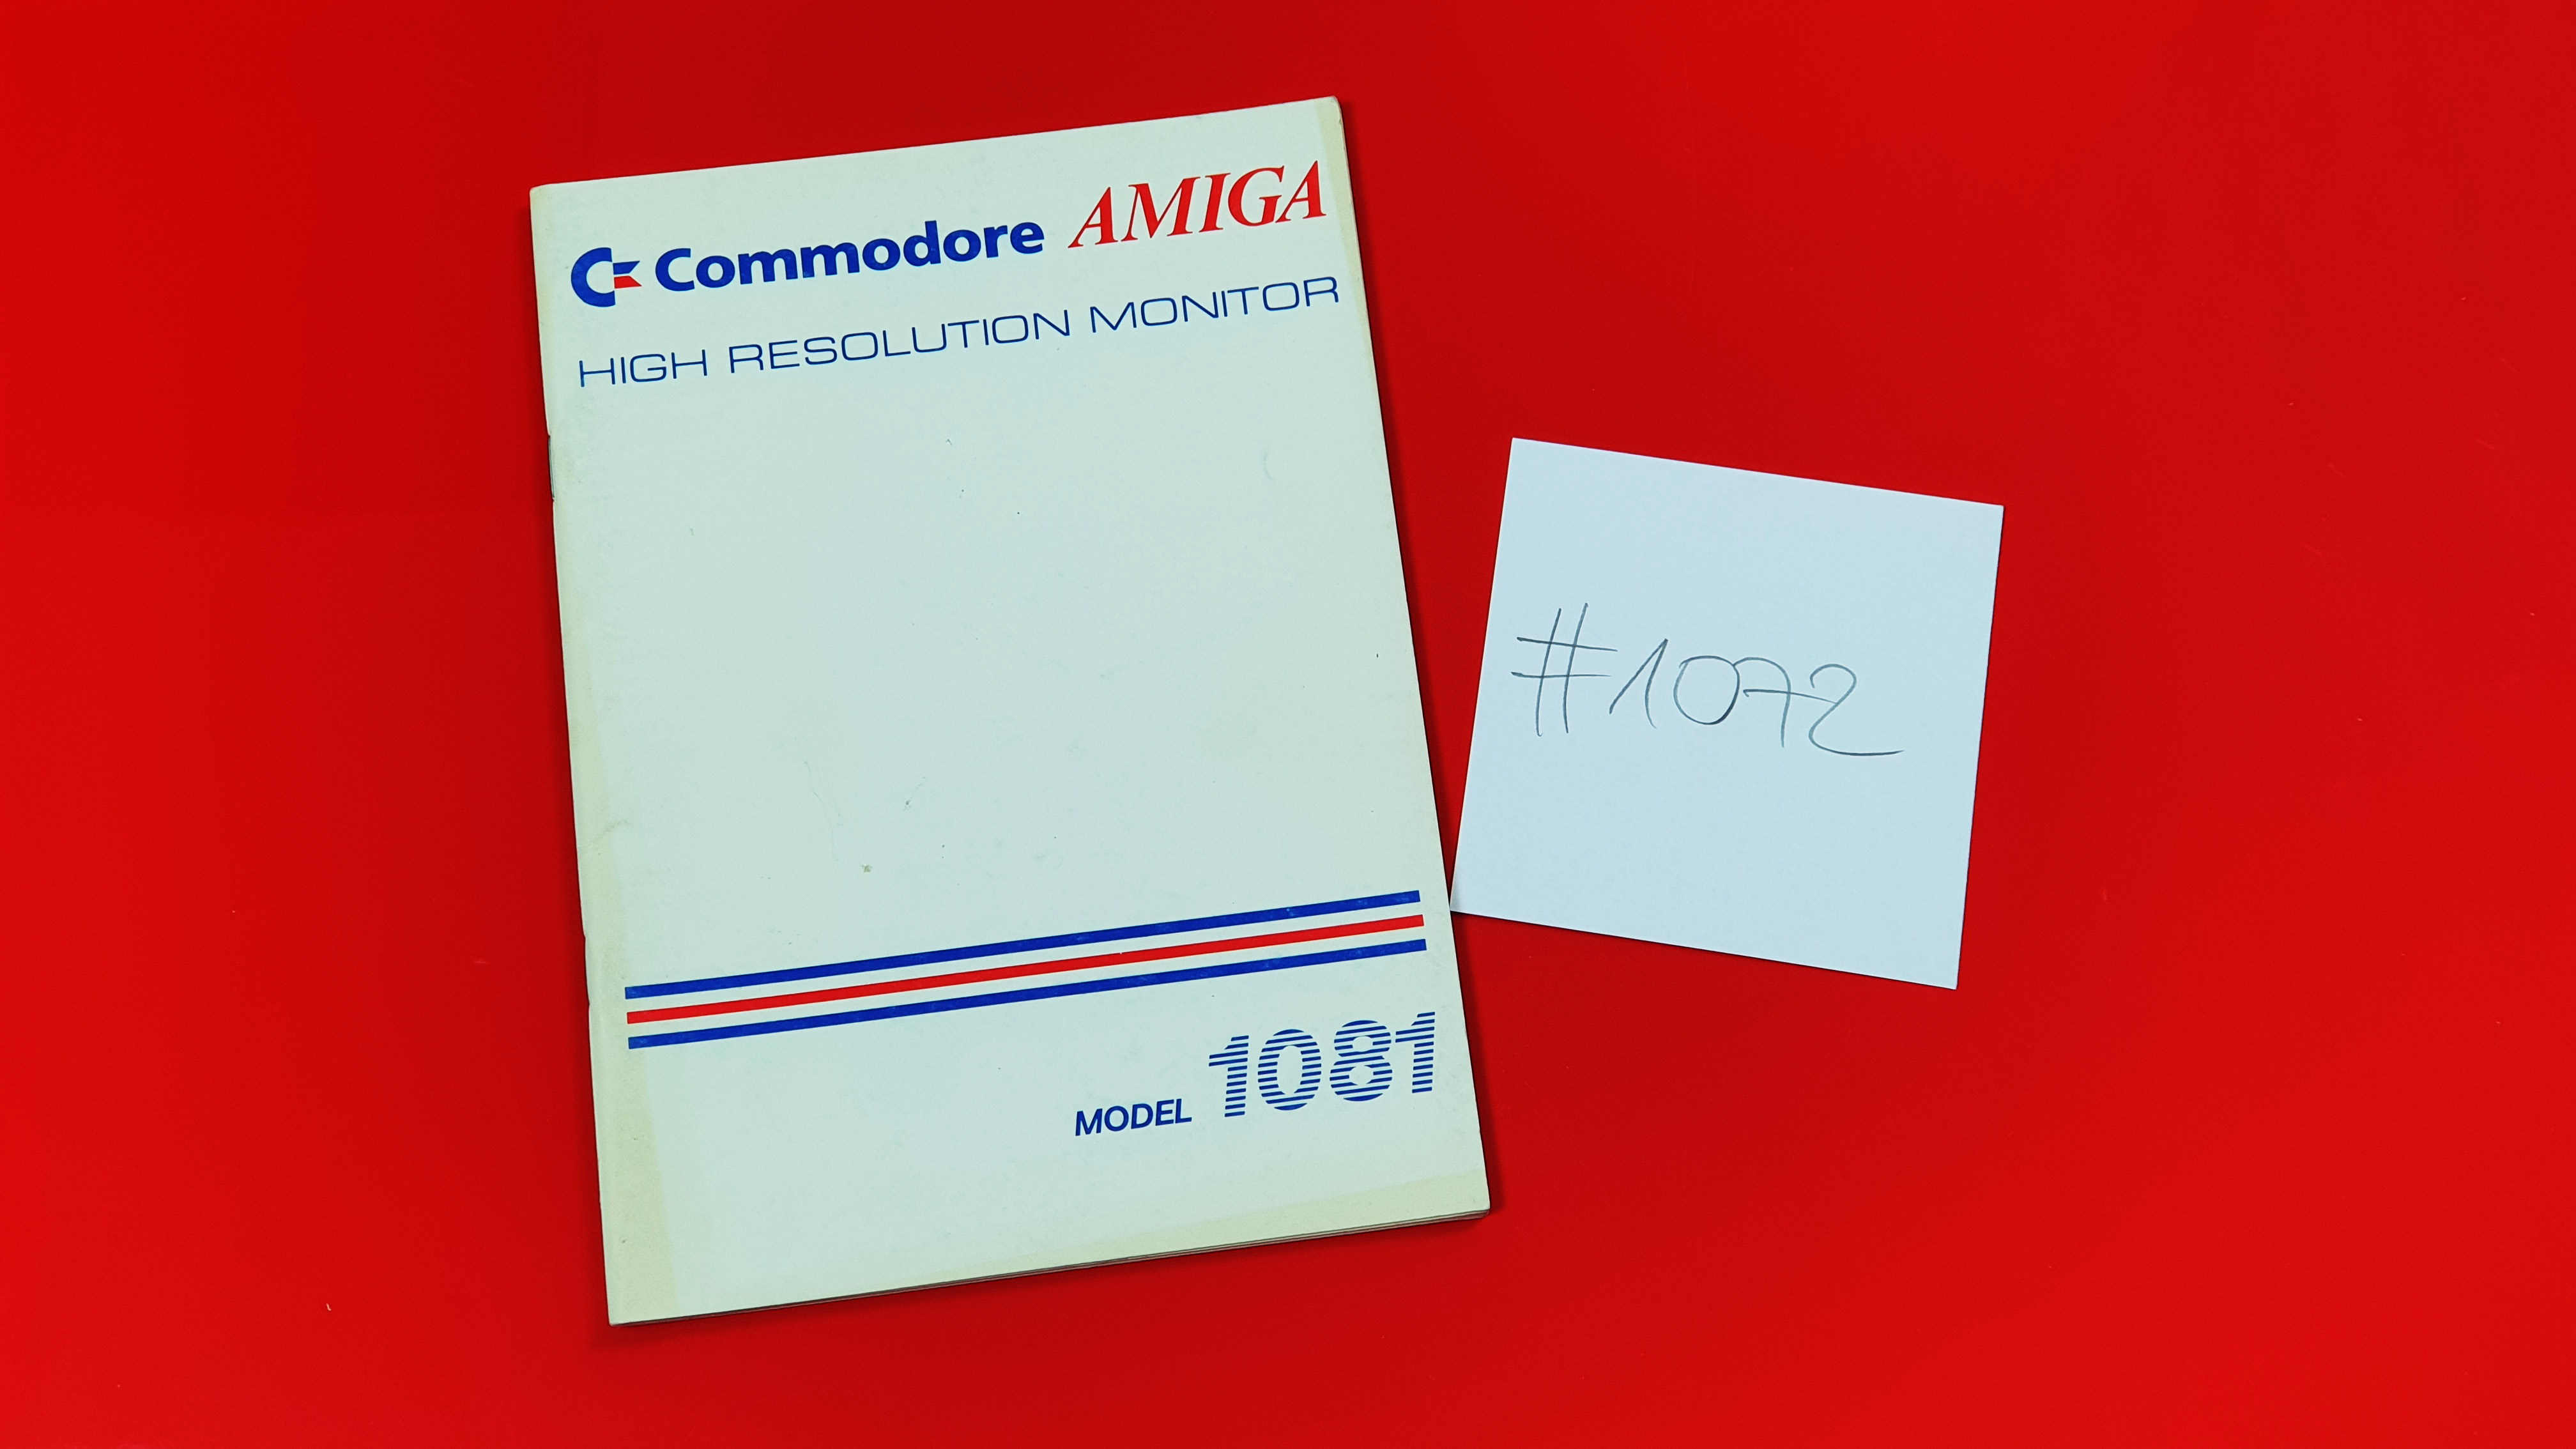 Commodore AMIGA
HIGH RESOLUTION MONITOR
MODEL 1081
#1072